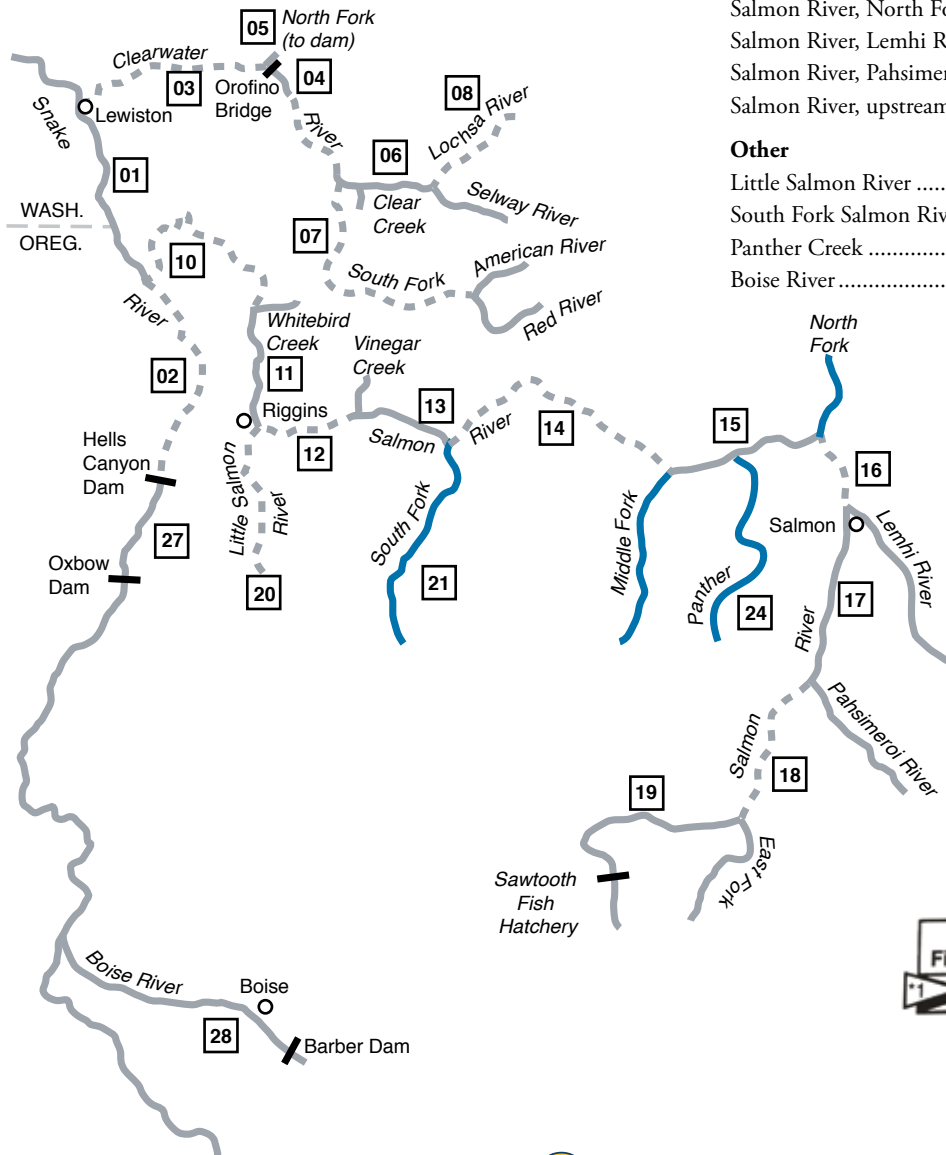 05
North Fork
(to dam)
Clearwater
03
Orofino
Bridge
04
River
08
Lochsa River
Snake
Lewiston
01
06
Clear
Creek
Selway River
WASH.
OREG.
07
10
South Fork
American River
Red River
River
Whitebird
Creek
Vinegar
Creek
02
11
Riggins
12
13
Salmon
River
14
Hells
Canyon
Dam
27
Oxbow
Dam
Little Salmon
River
20
South Fork
21
North
Fork
15
16
Middle Fork
Panther
24
Salmon
Lemhi River
17
River
Pahsimeroi River
Salmon
18
19
East Fork
Sawtooth
Fish
Hatchery
Boise River
Boise
28
Barber Dam
Salmon River, North
Salmon River, Lemhi
Salmon River,
Salmon River,
Other
Little Salmon River .....
South Fork Salmon
Panther Creek ..................
Boise River ......................
*1